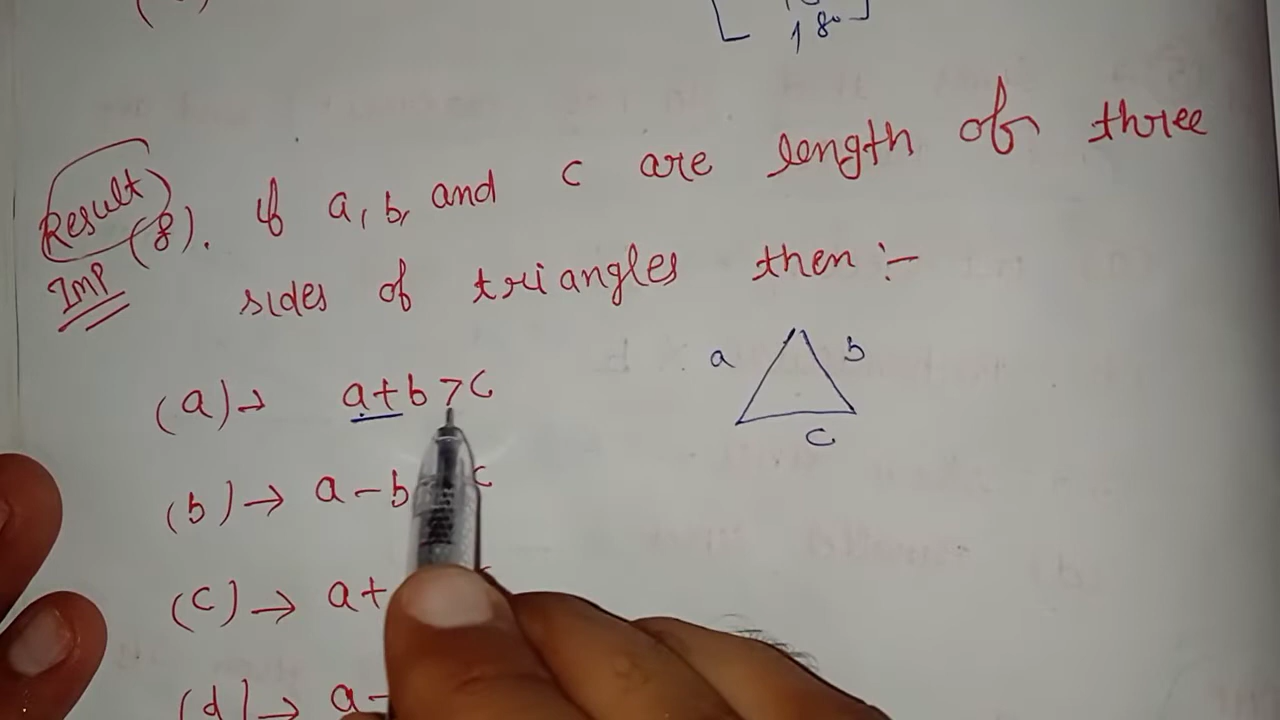 180
Result
(8). if a, b, and c are length of three
IMP
sides of triangles then :-
(a)→ a+b>c
a b
c
(b)→ a-b c
(c)→ a+
(d)→ a-